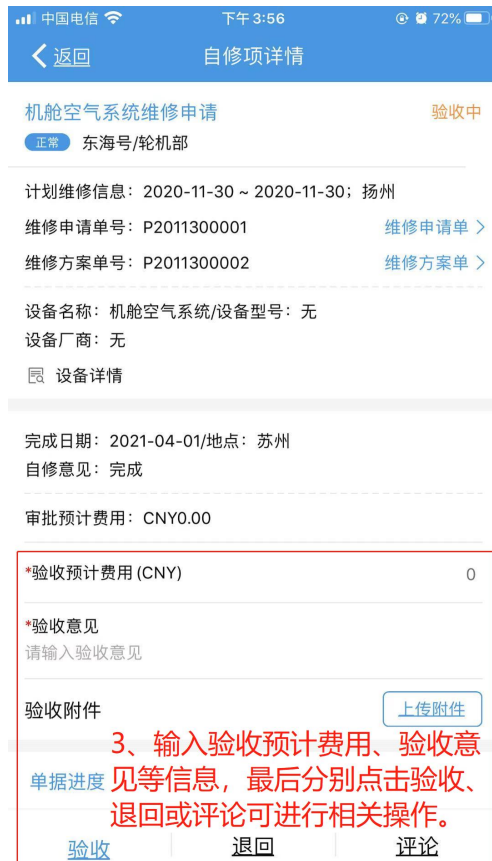 中国电信 下午3:56 72%
返回 自修项详情
机舱空气系统维修申请 验收中
正常 东海号/轮机部
计划维修信息：2020-11-30 ~ 2020-11-30；扬州
维修申请单号：P2011300001 维修申请单
维修方案单号：P2011300002 维修方案单
设备名称：机舱空气系统/设备型号：无
设备厂商：无
设备详情
完成日期：2021-04-01/地点：苏州
自修意见：完成
审批预计费用：CNY0.00
*验收预计费用(CNY) 0
*验收意见
请输入验收意见
验收附件 上传附件
3、输入验收预计费用、验收意
单据进度 见等信息，最后分别点击验收、
退回或评论可进行相关操作。
验收 退回 评论